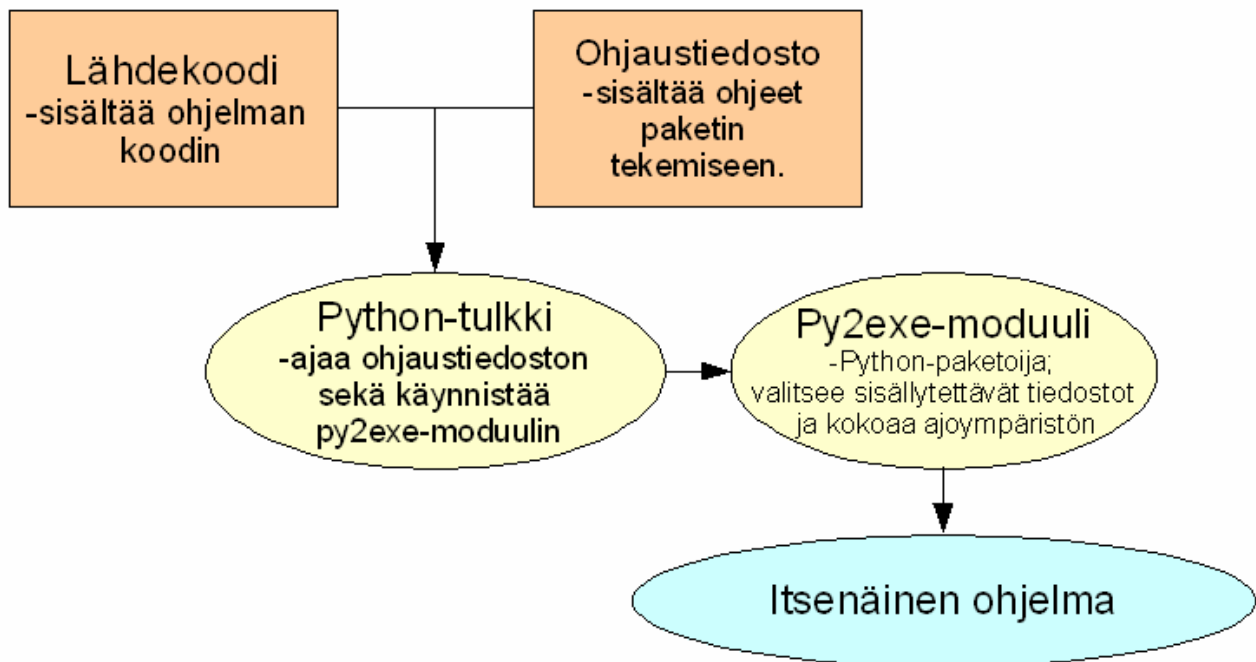 Lähdekoodi
-sisältää ohjelman
koodin
Ohjaustiedosto
-sisältää ohjeet
paketin
tekemiseen.
Python-tulkki
-ajaa ohjaustiedoston
sekä käynnistää
py2exe-moduulin
Py2exe-moduuli
-Python-paketoija;
valitsee sisällytettävät tiedostot
ja kokoaa ajoympäristön
Itsenäinen ohjelma